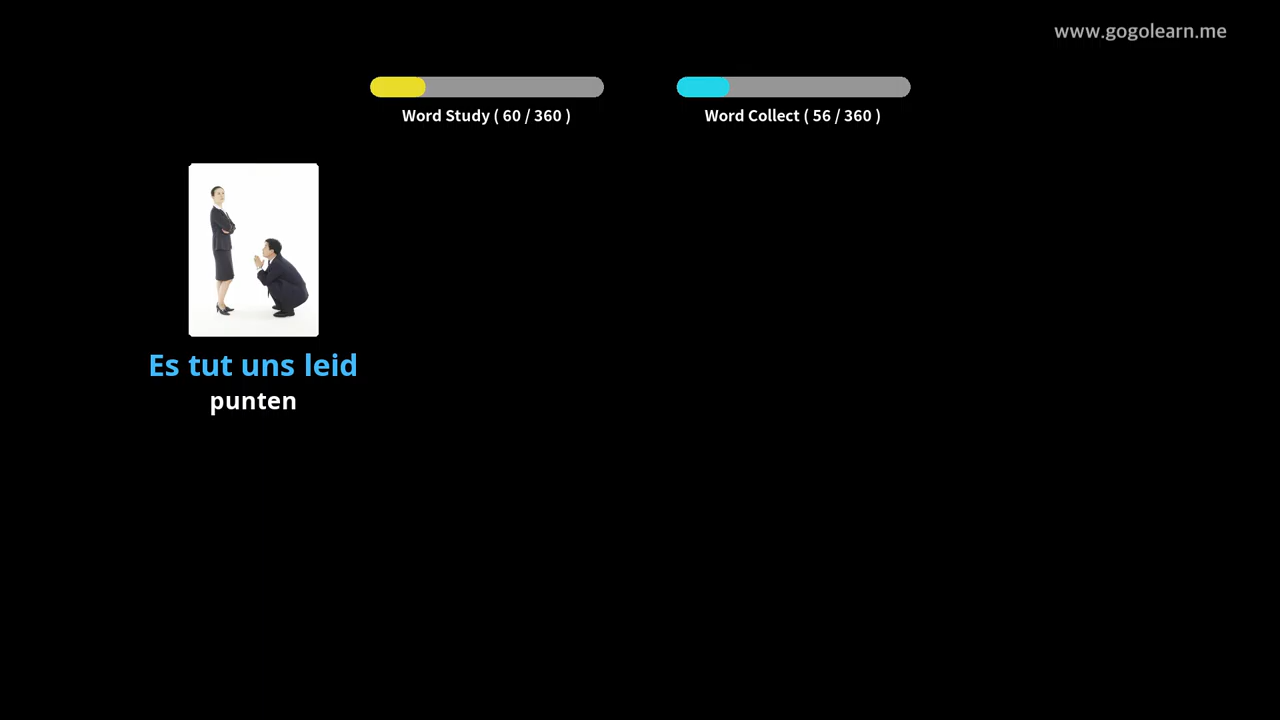 www.gogolearn.me
Word Study ( 60 / 360 )
Word Collect ( 56 / 360 )
Es tut uns leid
punten